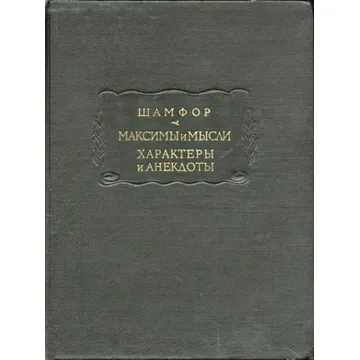 ШАМФОР
МАКСИМЫ и МЫСЛИ
ХАРАКТЕРЫ
и АНЕКДОТЫ